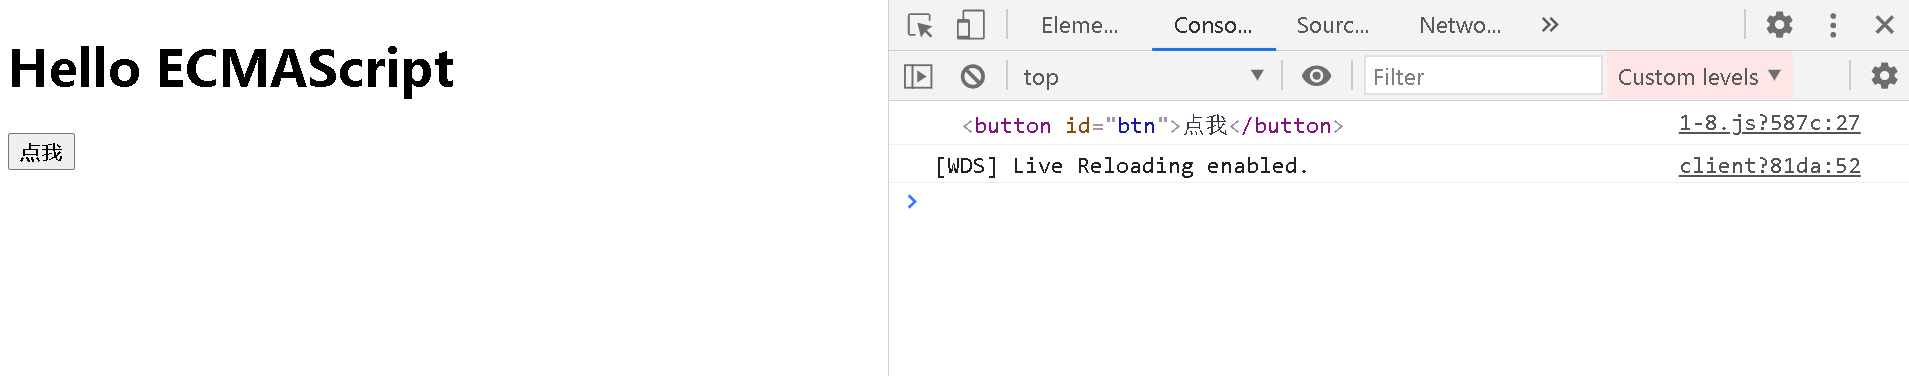 Hello ECMAScript
点我
Eleme... Conso... Sourc... Netwo...
top Filter Custom levels
<button id="btn">点我</button> 1-8.js?587c:27
[WDS] Live Reloading enabled. client?81da:52